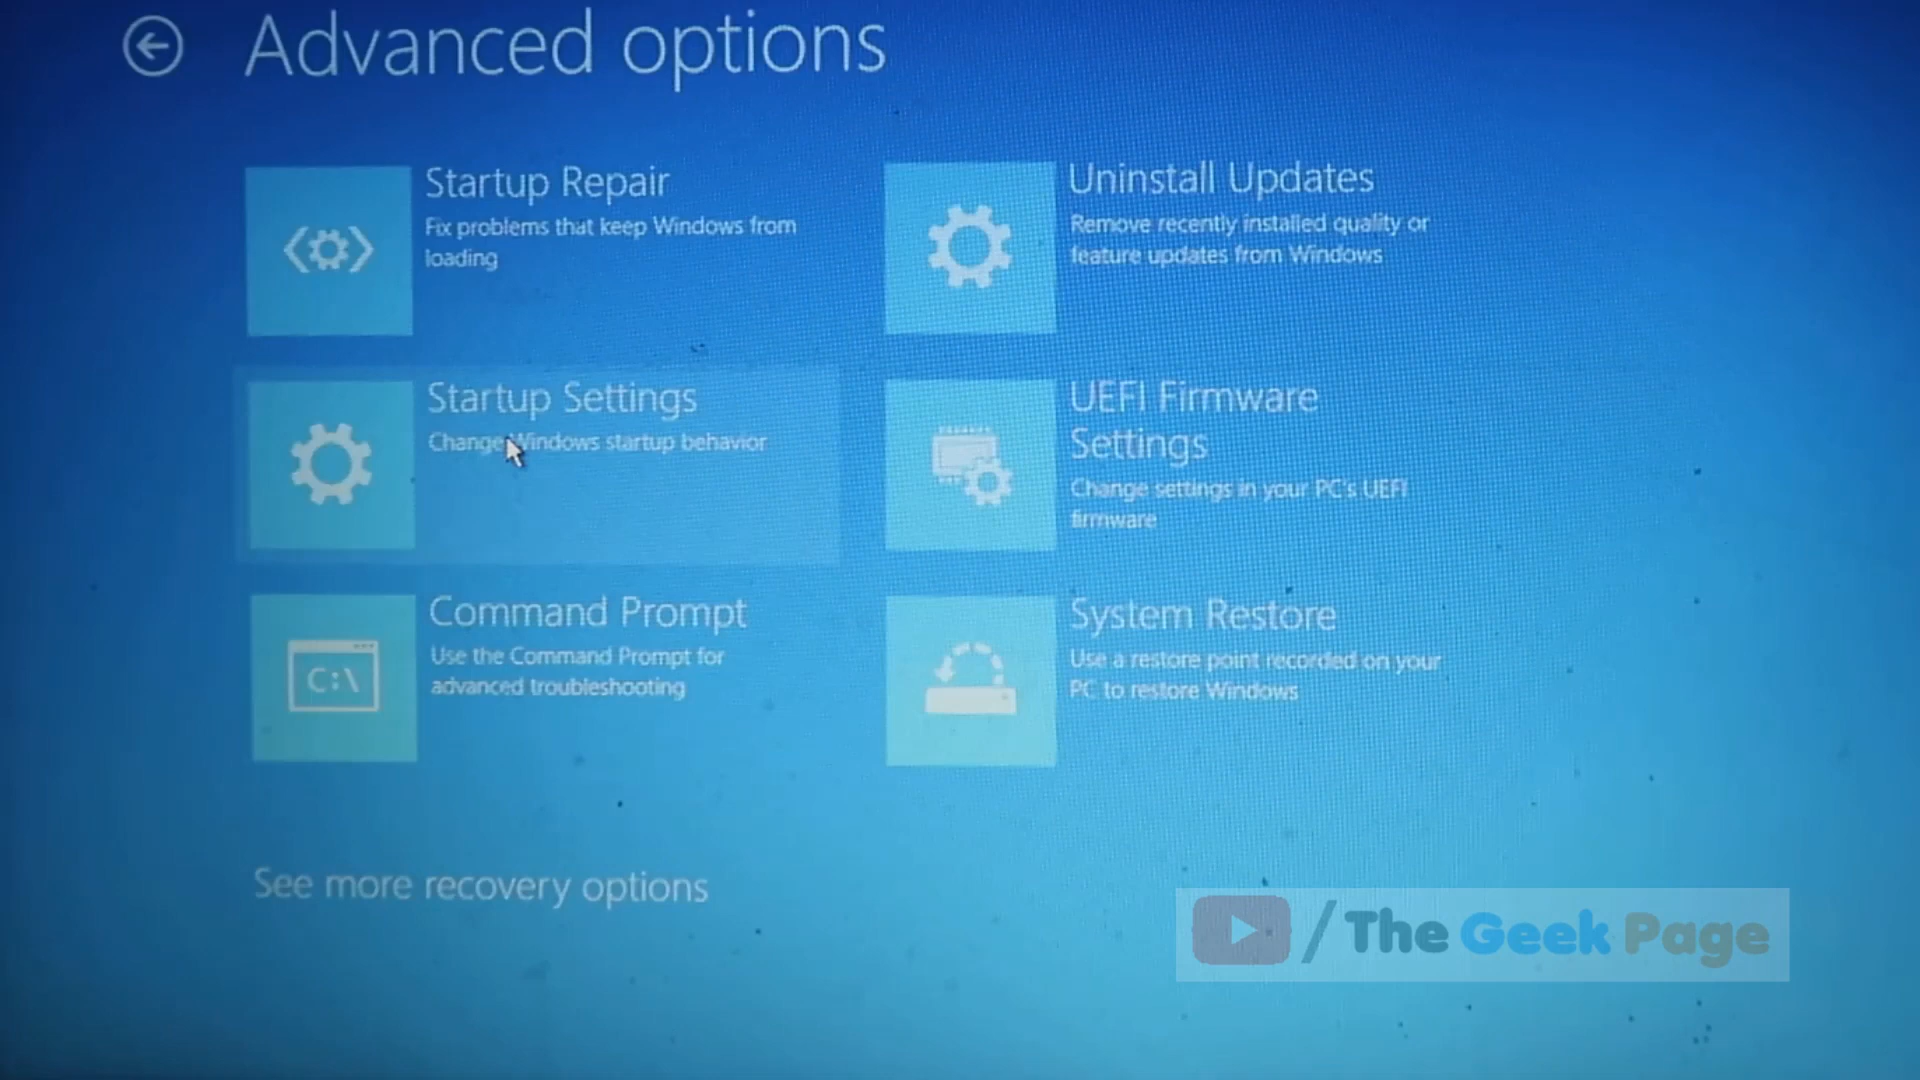 Advanced options
Startup Repair
Fix problems that keep Windows from
loading
Uninstall Updates
Remove recently installed quality or
feature updates from Windows
Startup Settings
Change Windows startup behavior
UEFI Firmware
Settings
Change settings in your PC's UEFI
firmware
Command Prompt
Use the Command Prompt for
advanced troubleshooting
C:\
System Restore
Use a restore point recorded on your
PC to restore Windows
See more recovery options
/The Geek Page